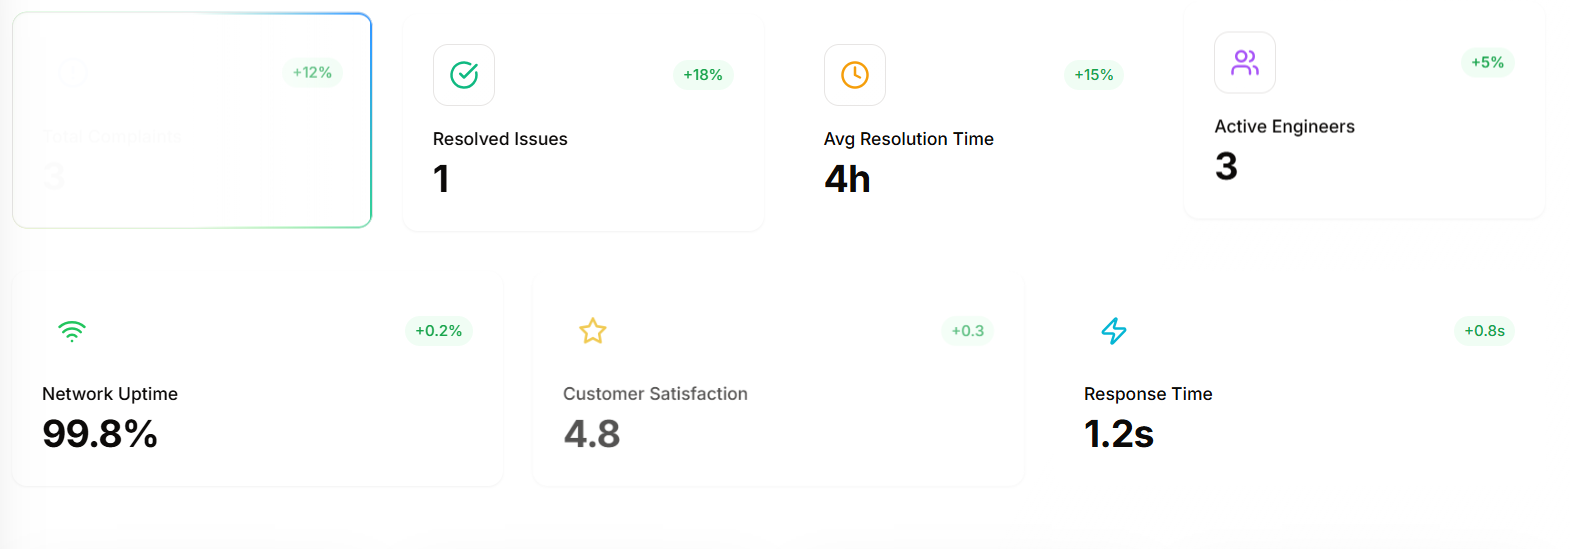 +12%
Total Complaints
3
+18%
Resolved Issues
1
+15%
Avg Resolution Time
4h
+5%
Active Engineers
3
+0.2%
Network Uptime
99.8%
+0.3
Customer Satisfaction
4.8
+0.8s
Response Time
1.2s